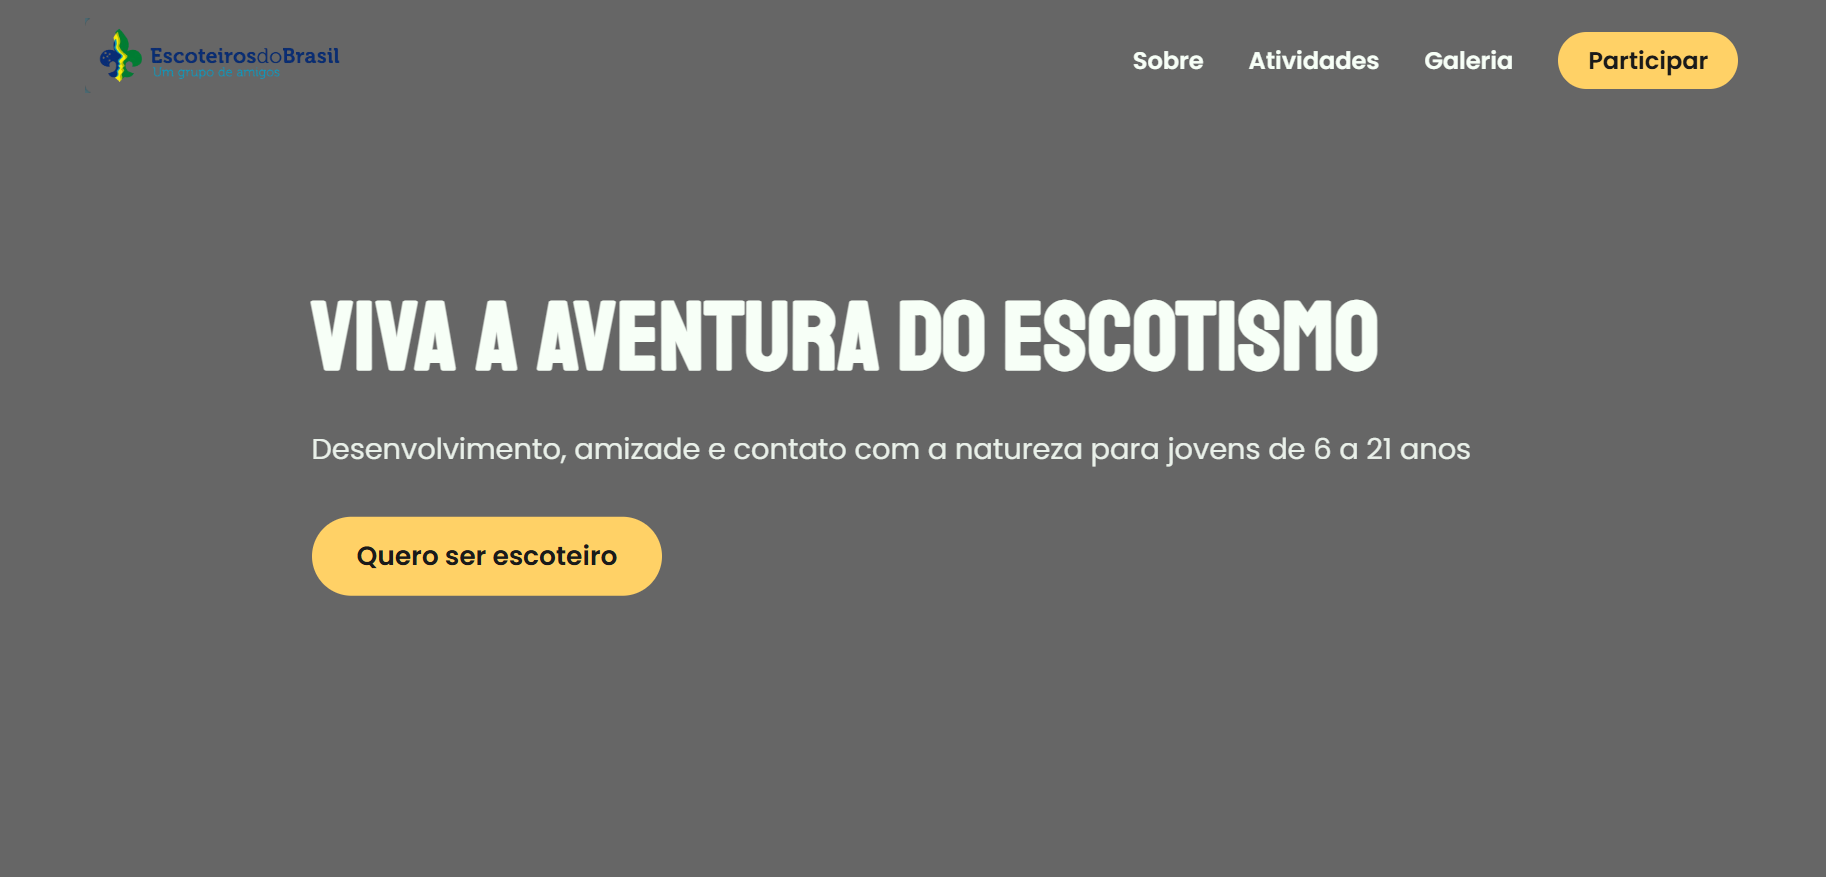 EscoteirosdoBrasil
Um grupo de amigos
Sobre
Atividades
Galeria
Participar
VIVA A AVENTURA DO ESCOTISMO
Desenvolvimento, amizade e contato com a natureza para jovens de 6 a 21 anos
Quero ser escoteiro